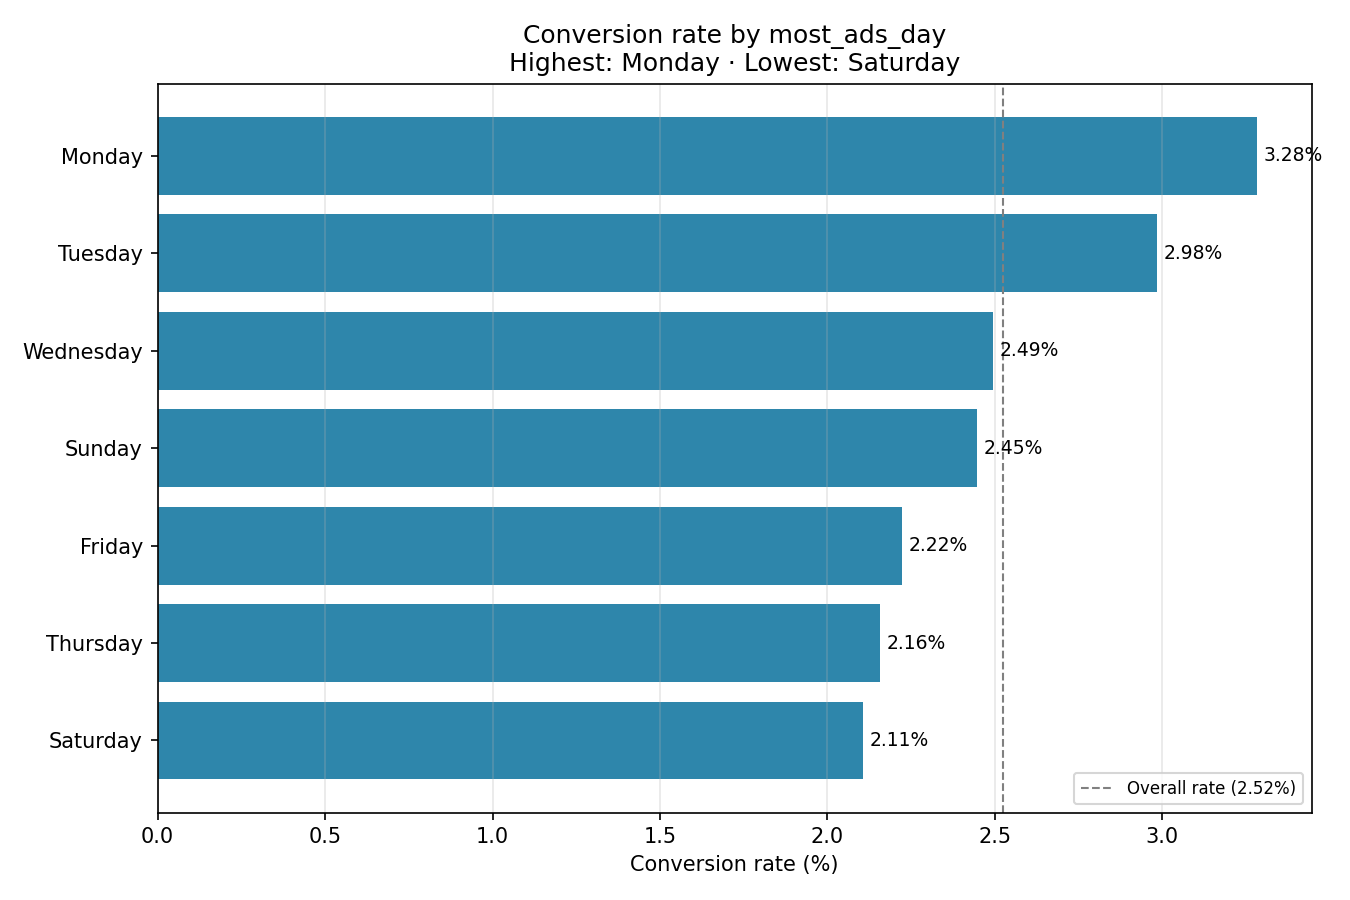 Conversion rate by most_ads_day
Highest: Monday · Lowest: Saturday
Monday 3.28%
Tuesday 2.98%
Wednesday 2.49%
Sunday 2.45%
Friday 2.22%
Thursday 2.16%
Saturday 2.11%
Overall rate (2.52%)
0.0 0.5 1.0 1.5 2.0 2.5 3.0
Conversion rate (%)